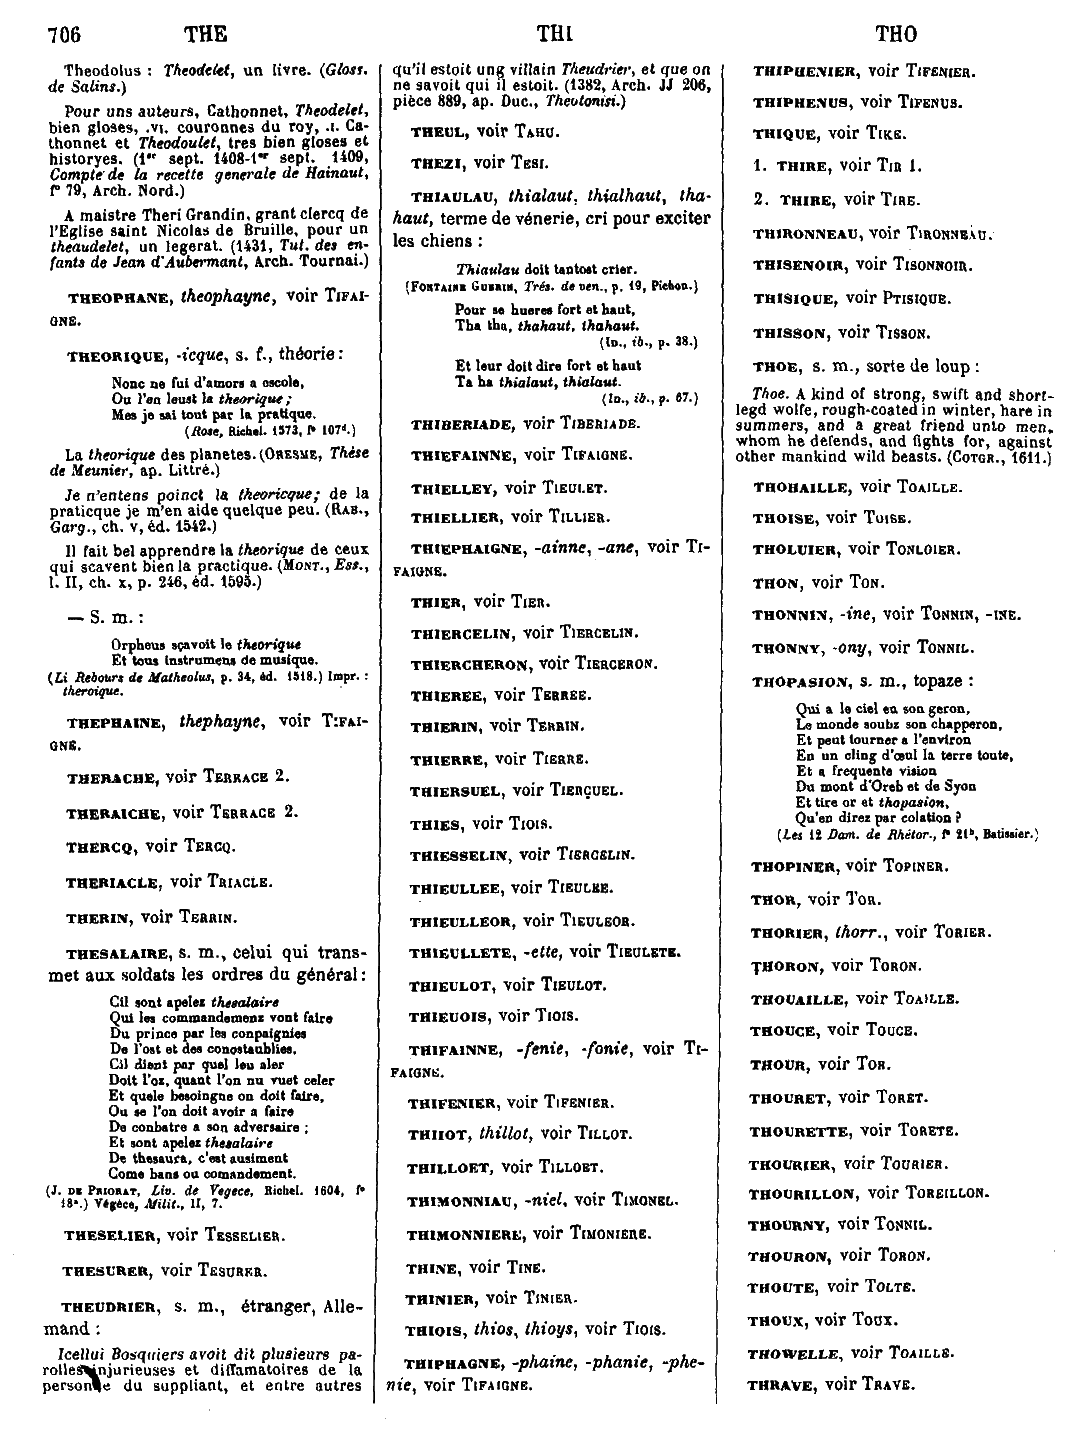 706 THE THI THO
Theodolus : Theodelet, un livre. (Gloss.
de Salins.)
Pour uns auteurs, Cathonnet, Theodelet,
bien gloses, .VI. couronnes du roy, .I. Ca-
thonnet et Theodoulet, tres bien gloses et
historyes. (1er sept. 1408-1er sept. 1409,
Compte de la recette generale de Hainaut,
f° 79, Arch. Nord.)
A maistre Theri Grandin, grant clercq de
l'Eglise saint Nicolas de Bruille, pour un
theaudelet, un legerat. (1431, Tut. des en-
fants de Jean d'Aubermant, Arch. Tournai.)
THEOPHANE, theophayne, voir TIFAI-
GNE.
THEORIQUE, -icque, s. f., théorie :
Nonc ne fui d'amors a escole,
Ou l'en leust la theorique ;
Mes je sai tout par la pratique.
(Rose, Richel. 1573, f° 107d.)
La theorique des planetes. (ORESME, Thèse
de Meunier, ap. Littré.)
Je n'entens poinct la theoricque; de la
praticque je m'en aide quelque peu. (RAB.,
Garg., ch. v, éd. 1542.)
Il fait bel apprendre la theorique de ceux
qui scavent bien la practique. (MONT., Ess.,
l. II, ch. x, p. 246, éd. 1595.)
— S. m. :
Orpheus sçavoit le theorique
Et tous instrumens de musique.
(Li Rebours de Matheolus, p. 34, éd. 1518.) Impr. :
theroique.
THEPHAINE, thephayne, voir TIFAI-
GNE.
THERACHE, voir TERRACE 2.
THERAICHE, voir TERRACE 2.
THERCQ, voir TERCQ.
THERIACLE, voir TRIACLE.
THERIN, voir TERRIN.
THESALAIRE, s. m., celui qui trans-
met aux soldats les ordres du général :
Cil sont apelez thesalaire
Qui les commandemenz vont faire
Du prince par les conpaignies
De l'ost et des conostaublies.
Cil dient par quel leu aler
Doit l'oz, quant l'on nu vuet celer
Et quele besoingne on doit faire,
Ou se l'on doit avoir a faire
De conbatre a son adversaire ;
Et sont apelez thesalaire
De thesaura, c'est ausiment
Come bans ou comandement.
(J. DE PRIORAT, Liv. de Vegece, Richel. 1604, f°
18a.) Végèce, Milit., II, 7.
THESELIER, voir TESSELIER.
THESURER, voir TESURER.
THEUDRIER, s. m., étranger, Alle-
mand :
Icellui Bosquiers avoit dit plusieurs pa-
rolles injurieuses et diffamatoires de la
personne du suppliant, et entre autres
qu'il estoit ung villain Theudrier, et que on
ne savoit qui il estoit. (1382, Arch. JJ 206,
pièce 889, ap. Duc., Theotonisi.)
THEUL, voir TAHU.
THEZI, voir TESI.
THIAULAU, thialaut, thialhaut, tha-
haut, terme de vénerie, cri pour exciter
les chiens :
Thiaulau doit tantost crier.
(FONTAINE GUERIN, Trés. de ven., p. 19, Pichon.)
Pour se hueres fort et haut,
Tha tha, thahaut, thahaut.
(ID., ib., p. 38.)
Et leur doit dire fort et haut
Ta ha thialaut, thialaut.
(ID., ib., p. 67.)
THIBERIADE, voir TIBERIADE.
THIEFAINNE, voir TIFAIGNE.
THIELLEY, voir TIEULET.
THIELLIER, voir TILLIER.
THIEPHAIGNE, -ainne, -ane, voir TI-
FAIGNE.
THIER, voir TIER.
THIERCELIN, voir TIERCELIN.
THIERCHERON, voir TIERCERON.
THIEREE, voir TERREE.
THIERIN, voir TERRIN.
THIERRE, voir TIERRE.
THIERSUEL, voir TIERÇUEL.
THIES, voir TIOIS.
THIESSELIN, voir TIERCELIN.
THIEULLEE, voir TIEULEE.
THIEULLEOR, voir TIEULEOR.
THIEULLETE, -ette, voir TIEULETE.
THIEULOT, voir TIEULOT.
THIEUOIS, voir TIOIS.
THIFAINNE, -fenie, -fonie, voir TI-
FAIGNE.
THIFENIER, voir TIFENIER.
THIIOT, thillot, voir TILLOT.
THILLOET, voir TILLOET.
THIMONNIAU, -niel, voir TIMONEL.
THIMONNIERE, voir TIMONIERE.
THINE, voir TINE.
THINIER, voir TINIER.
THIOIS, thios, thioys, voir TIOIS.
THIPHAGNE, -phaine, -phanie, -phe-
nie, voir TIFAIGNE.
THIPHENIER, voir TIFENIER.
THIPHENUS, voir TIFENUS.
THIQUE, voir TIKE.
1. THIRE, voir TIR 1.
2. THIRE, voir TIRE.
THIRONNEAU, voir TIRONNEAU.
THISENOIR, voir TISONNOIR.
THISIQUE, voir PTISIQUE.
THISSON, voir TISSON.
THOE, s. m., sorte de loup :
Thoe. A kind of strong, swift and short-
legd wolfe, rough-coated in winter, hare in
summers, and a great friend unto men,
whom he defends, and fights for, against
other mankind wild beasts. (COTGR., 1611.)
THOHAILLE, voir TOAILLE.
THOISE, voir TOISE.
THOLUIER, voir TONLOIER.
THON, voir TON.
THONNIN, -ine, voir TONNIN, -INE.
THONNY, -ony, voir TONNIL.
THOPASION, s. m., topaze :
Qui a le ciel en son geron,
Le monde soubz son chapperon,
Et peut tourner a l'environ
En un cling d'œul la terre toute,
Et a frequente vision
Du mont d'Oreb et de Syon
Et tire or et thopasion,
Qu'en direz par colation ?
(Les 12 Dam. de Rhétor., f° 21b, Batissier.)
THOPINER, voir TOPINER.
THOR, voir TOR.
THORIER, thorr., voir TORIER.
THORON, voir TORON.
THOUAILLE, voir TOAILLE.
THOUCE, voir TOUCE.
THOUR, voir TOR.
THOURET, voir TORET.
THOURETTE, voir TORETE.
THOURIER, voir TOURIER.
THOURILLON, voir TOREILLON.
THOURNY, voir TONNIL.
THOURON, voir TORON.
THOUTE, voir TOLTE.
THOUX, voir TOUX.
THOWELLE, voir TOAILLE.
THRAVE, voir TRAVE.